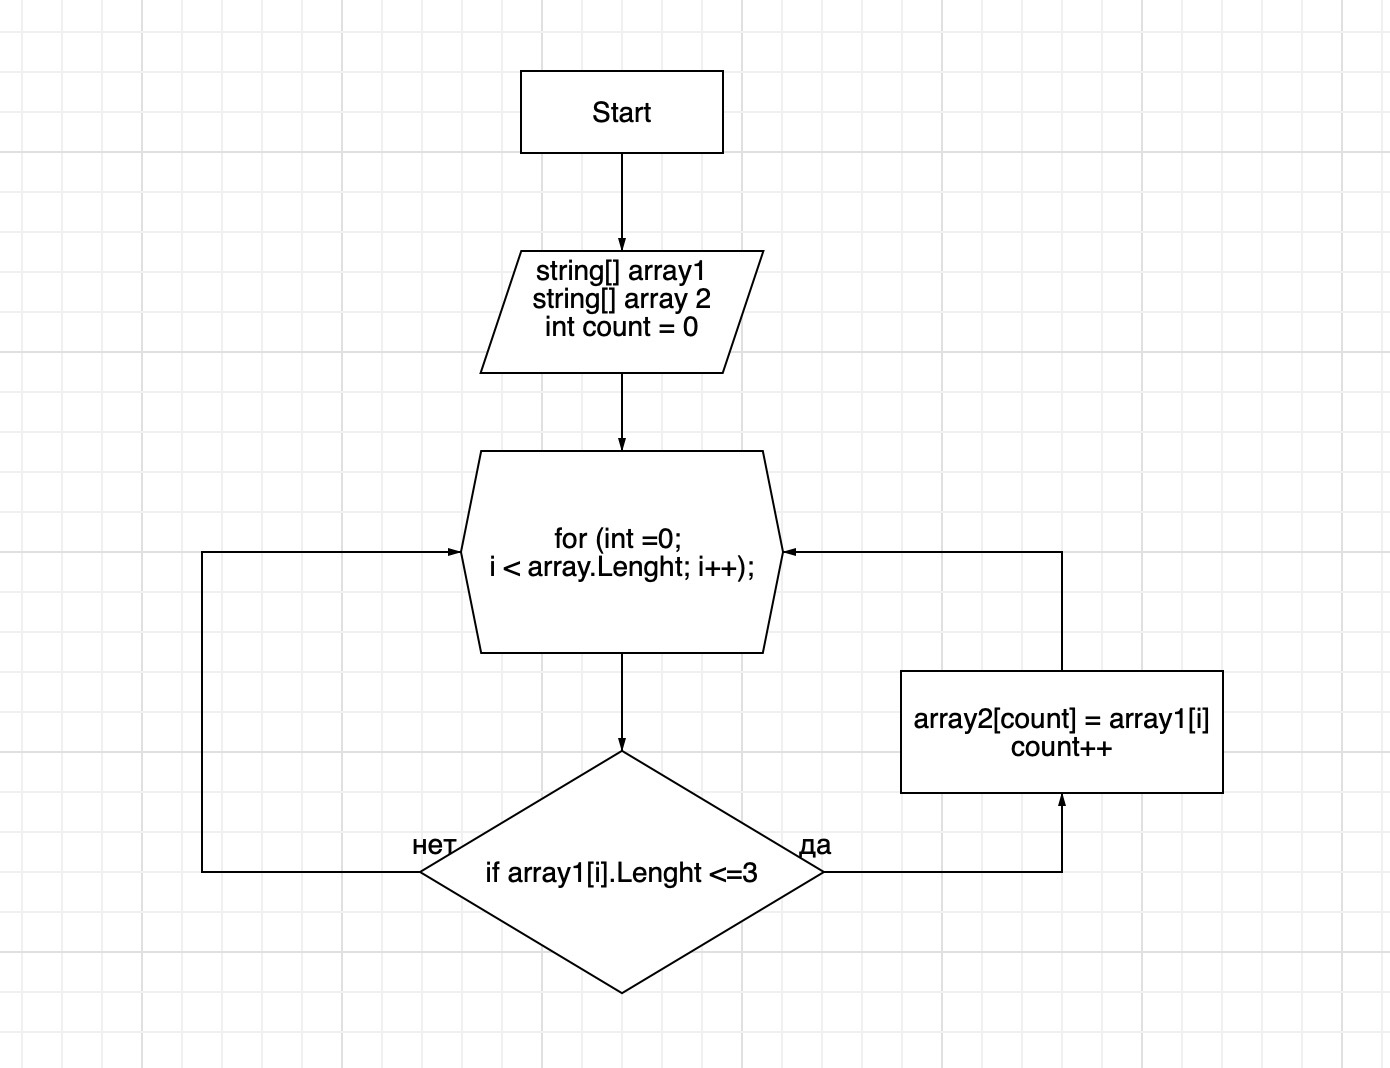 Start
string[] array1
string[] array 2
int count = 0
for (int =0;
i < array.Lenght; i++);
array2[count] = array1[i]
count++
нет
да
if array1[i].Lenght <=3